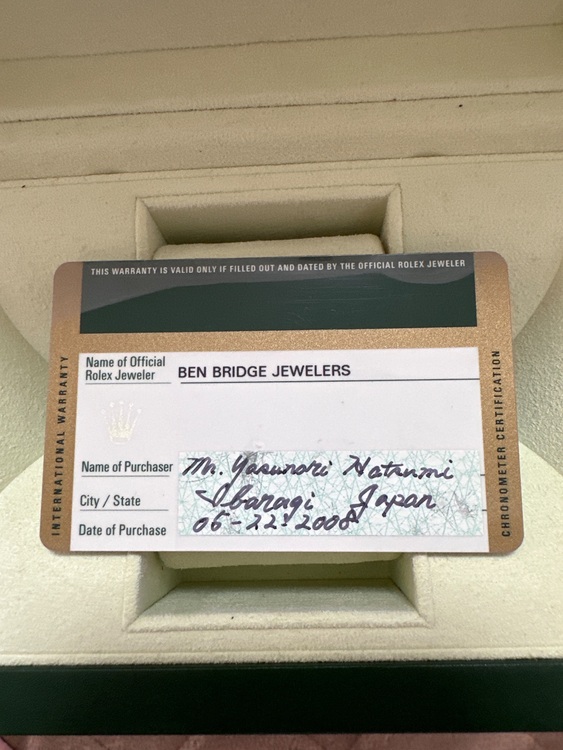 THIS WARRANTY IS VALID ONLY IF FILLED OUT AND DATED BY THE OFFICIAL ROLEX JEWELER
INTERNATIONAL WARRANTY
Name of Official
Rolex Jeweler BEN BRIDGE JEWELERS
Name of Purchaser Mr. Yasunori Hatsumi
City / State Ibaragi Japan
Date of Purchase 06-22-2008
CHRONOMETER CERTIFICATION